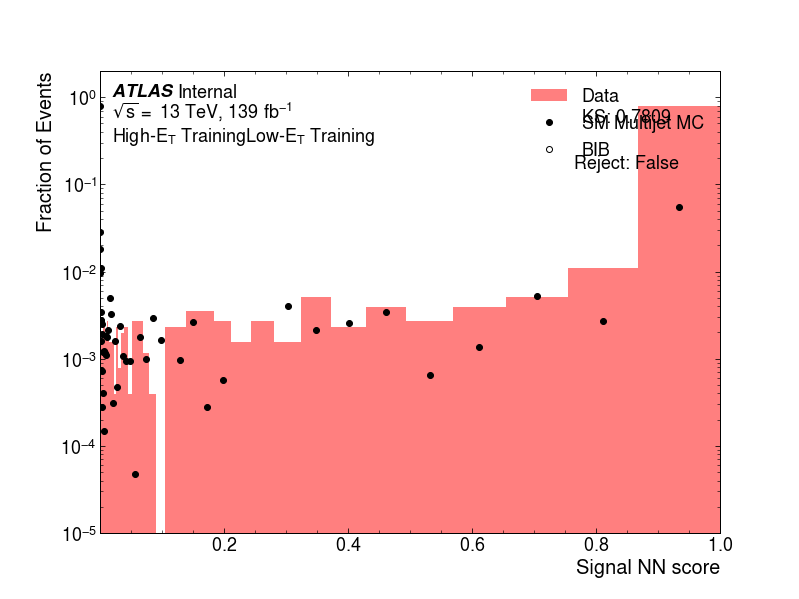 ATLAS Internal
√s = 13 TeV, 139 fb⁻¹
High-E_T TrainingLow-E_T Training
Data
KS: 0.7809
SM Multijet MC
BIB
Reject: False
Fraction of Events
10⁰
10⁻¹
10⁻²
10⁻³
10⁻⁴
10⁻⁵
0.2 0.4 0.6 0.8 1.0
Signal NN score